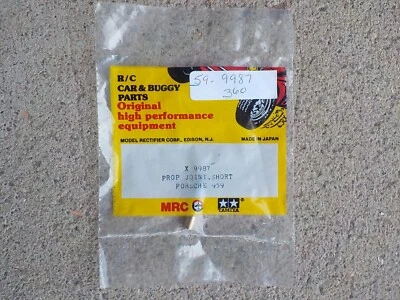 R/C
CAR & BUGGY
PARTS
Original
high performance
equipment
59- 9987
360
MODEL RECTIFIER CORP., EDISON, N.J.
MADE IN JAPAN
X 9987
PROP JOINT,SHORT
PORSCHE 959
MRC
TAMIYA